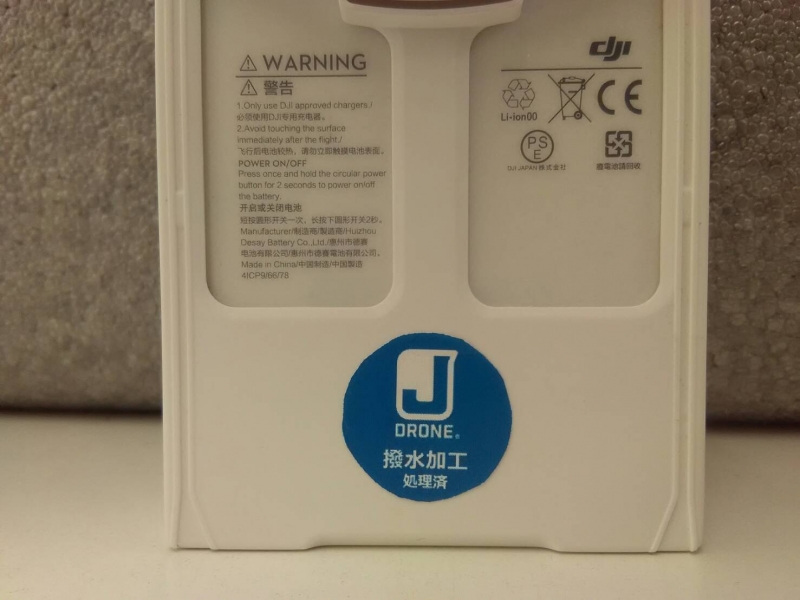 WARNING
警告
1.Only use DJI approved chargers /
必须使用DJI专用充电器。
2.Avoid touching the surface
immediately after the flight./
飞行后电池较热，请勿立即触摸电池表面。
POWER ON/OFF
Press once and hold the circular power
button for 2 seconds to power on/off
the battery.
开启或关闭电池
短按圆形开关一次，长按下圆形开关2秒。
Manufacturer/制造商/製造商/Huizhou
Desay Battery Co.,Ltd./惠州市德赛
电池有限公司/惠州市德賽電池有限公司。
Made in China/中国制造/中国製造
4ICP9/66/78
dji
Li-ion00
CE
PS
E
DJI JAPAN 株式会社
廢電池請回收
J
DRONE
撥水加工
処理済